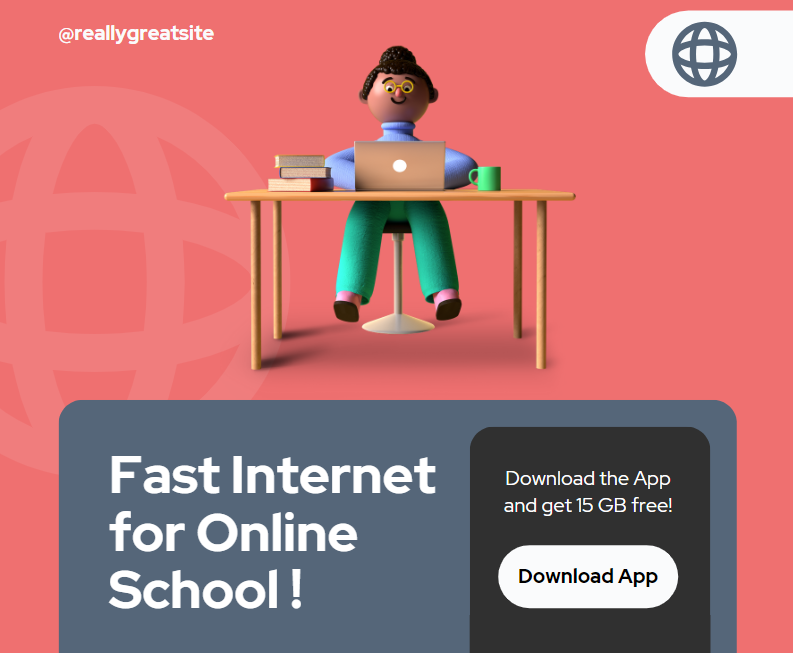 @reallygreatsite
Fast Internet
for Online
School !
Download the App
and get 15 GB free!
Download App